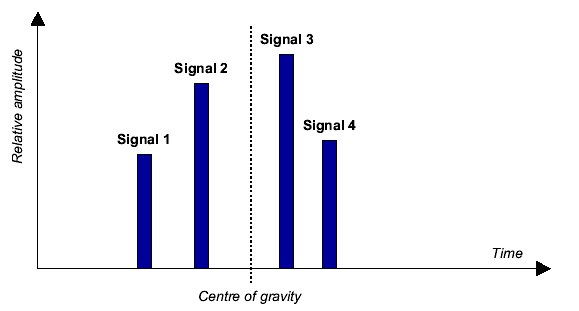 Relative amplitude
Signal 1
Signal 2
Signal 3
Signal 4
Time
Centre of gravity